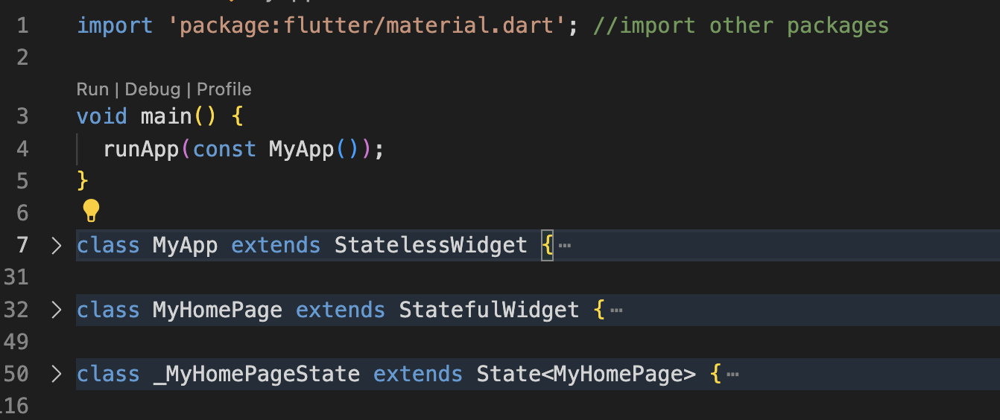 1 import 'package:flutter/material.dart'; //import other packages
2
Run | Debug | Profile
3 void main() {
4 runApp(const MyApp());
5 }
6
7 class MyApp extends StatelessWidget {⋯
31
32 class MyHomePage extends StatefulWidget {⋯
49
50 class _MyHomePageState extends State<MyHomePage> {⋯
116